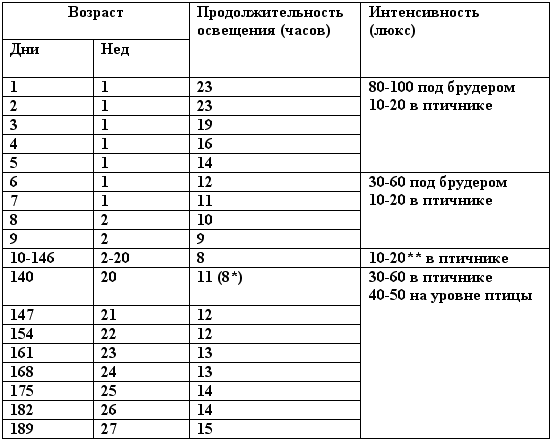 Возраст Продолжительность Интенсивность
освещения (часов) (люкс)
Дни Нед
1 1 23 80-100 под брудером
2 1 23 10-20 в птичнике
3 1 19
4 1 16
5 1 14
6 1 12 30-60 под брудером
7 1 11 10-20 в птичнике
8 2 10
9 2 9
10-146 2-20 8 10-20** в птичнике
140 20 11 (8*) 30-60 в птичнике
40-50 на уровне птицы
147 21 12
154 22 12
161 23 13
168 24 13
175 25 14
182 26 14
189 27 15